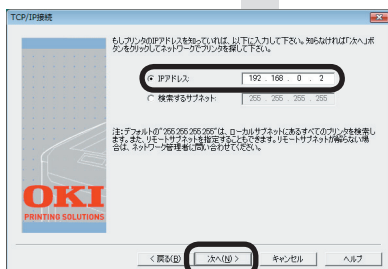 TCP/IP接続
もしプリンタのIPアドレスを知っていれば、以下に入力して下さい。知らなければ「次へ」ボ
タンをクリックしてネットワークでプリンタを探して下さい。
IPアドレス:
192 . 168 . 0 . 2
検索するサブネット:
255 . 255 . 255 . 255
注:デフォルトの"255.255.255.255"は、ローカルサブネットにあるすべてのプリンタを検索し
ます。また、リモートサブネットを指定することもできます。リモートサブネットが解らない場
合は、ネットワーク管理者に問い合わせてください。
OKI
PRINTING SOLUTIONS
< 戻る(B)
次へ(N) >
キャンセル
ヘルプ